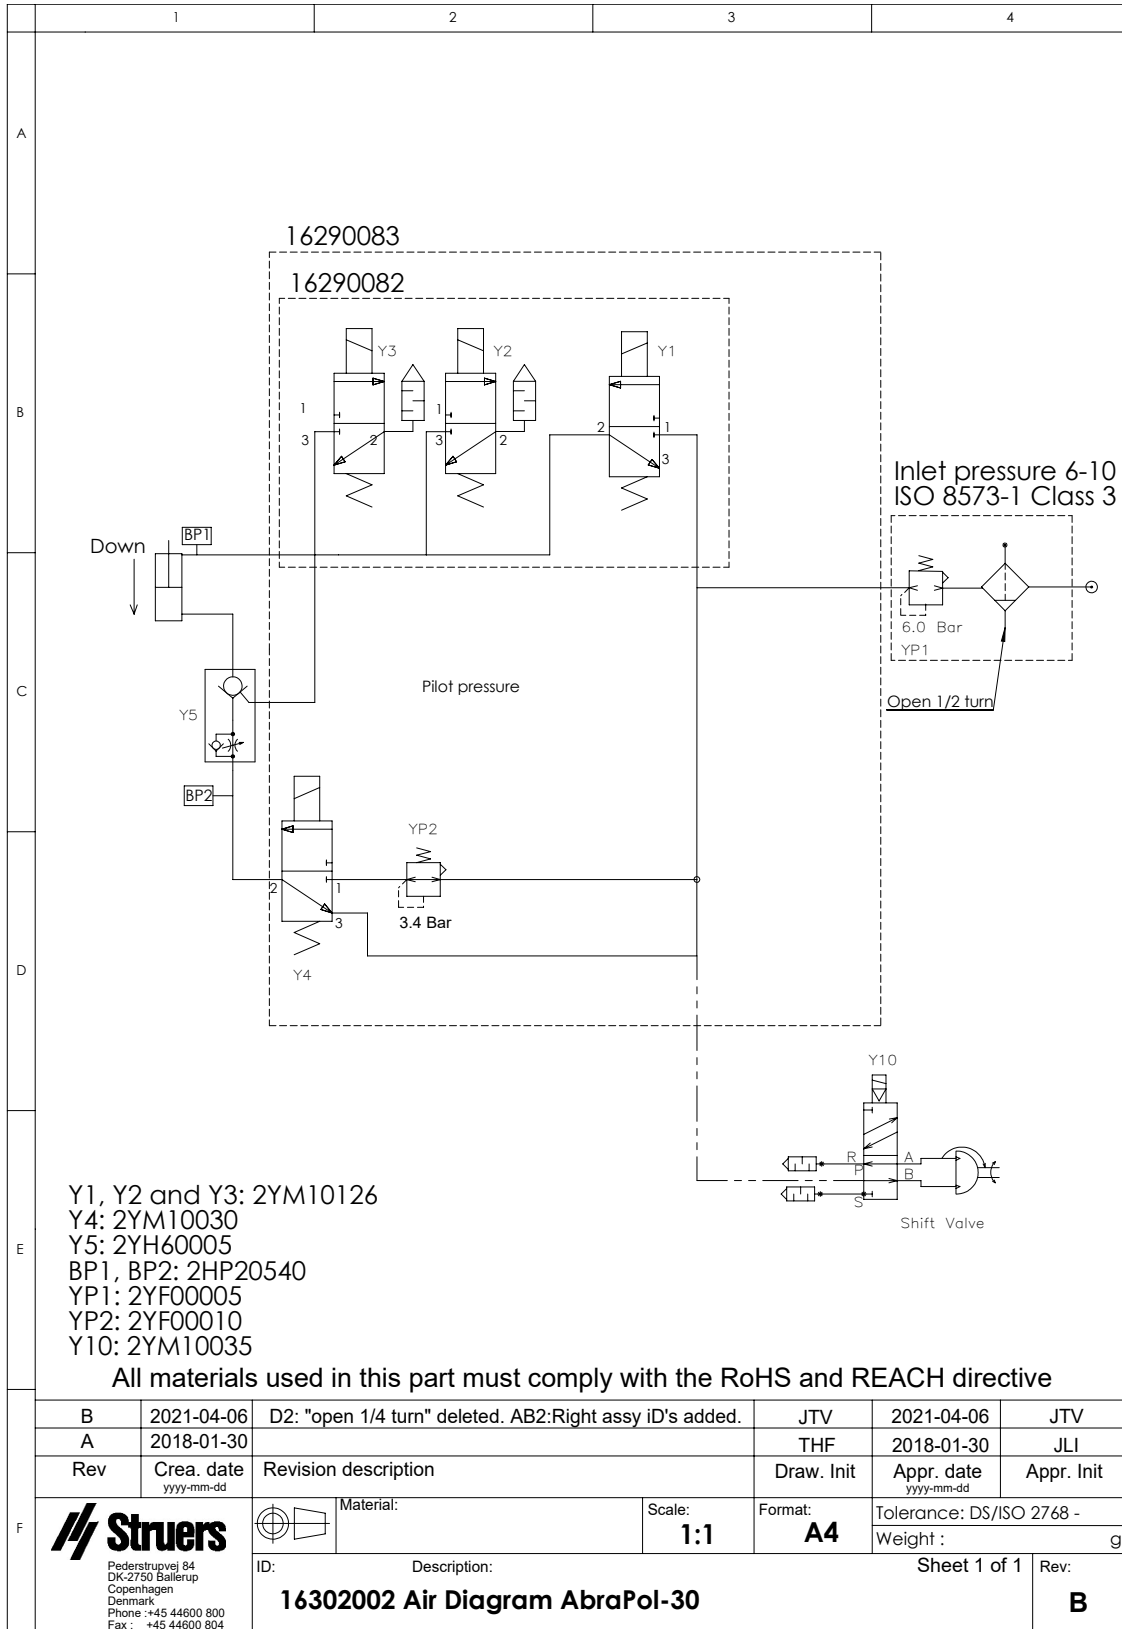 1 2 3 4
A
16290083
16290082
Y3 Y2 Y1
B
1 1
3 2 3 2 2 1
3
Inlet pressure 6-10
ISO 8573-1 Class 3
BP1
Down
6.0 Bar
YP1
C
Pilot pressure
Open 1/2 turn
Y5
BP2
YP2
2 1
3
3.4 Bar
D
Y4
Y10
R A
P B
S
Shift Valve
Y1, Y2 and Y3: 2YM10126
Y4: 2YM10030
E
Y5: 2YH60005
BP1, BP2: 2HP20540
YP1: 2YF00005
YP2: 2YF00010
Y10: 2YM10035
All materials used in this part must comply with the RoHS and REACH directive
B 2021-04-06 D2: "open 1/4 turn" deleted. AB2:Right assy iD's added. JTV 2021-04-06 JTV
A 2018-01-30 THF 2018-01-30 JLI
Rev Crea. date Revision description Draw. Init Appr. date Appr. Init
yyyy-mm-dd yyyy-mm-dd
F
Struers
Material:
Scale:
1:1
Format:
A4
Tolerance: DS/ISO 2768 -
Weight : g
Pederstrupvej 84
DK-2750 Ballerup
Copenhagen
Denmark
Phone :+45 44600 800
Fax : +45 44600 804
ID: Description: Sheet 1 of 1 Rev:
16302002 Air Diagram AbraPol-30 B